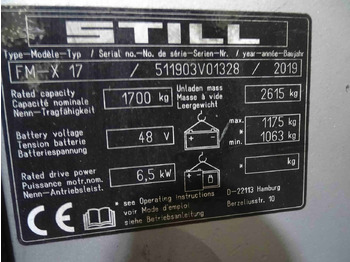 STILL
Type-Modèle-Typ / Serial no.-No. de série-Serien-Nr. / year-année-Baujahr
FM-X 17 / 511903V01328 / 2019
Rated capacity
Capacité nominale
Nenn-Tragfähigkeit
1700 kg
Unladen mass
Masse à vide
Leergewicht
2615 kg
Battery voltage
Tension batterie
Batteriespannung
48 V
max. 1175 kg
*
min. 1063 kg
Rated drive power
Puissance motr.nom.
Nenn-Antriebsleist.
6,5 kW
* kg
CE
* see Operating instructions
voir Mode d'emploi
siehe Betriebsanleitung
D-22113 Hamburg
Berzeliusstr. 10